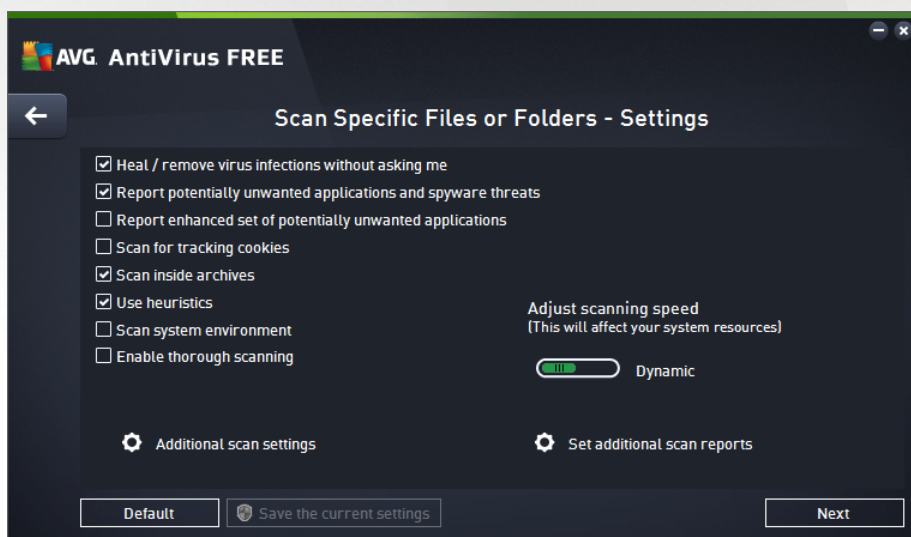 AVG. AntiVirus FREE
Scan Specific Files or Folders - Settings
Heal / remove virus infections without asking me
Report potentially unwanted applications and spyware threats
Report enhanced set of potentially unwanted applications
Scan for tracking cookies
Scan inside archives
Use heuristics
Scan system environment
Enable thorough scanning
Adjust scanning speed
(This will affect your system resources)
Dynamic
Additional scan settings
Set additional scan reports
Default
Save the current settings
Next